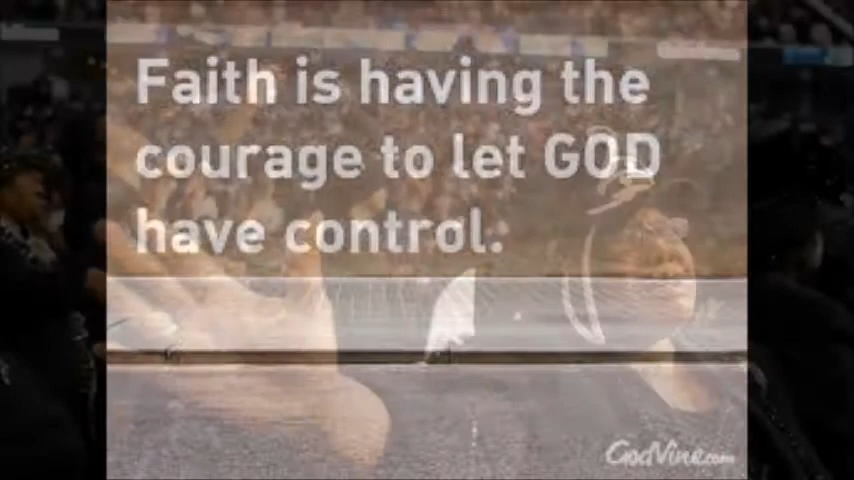 Faith is having the
courage to let GOD
have control.
GodVine.com